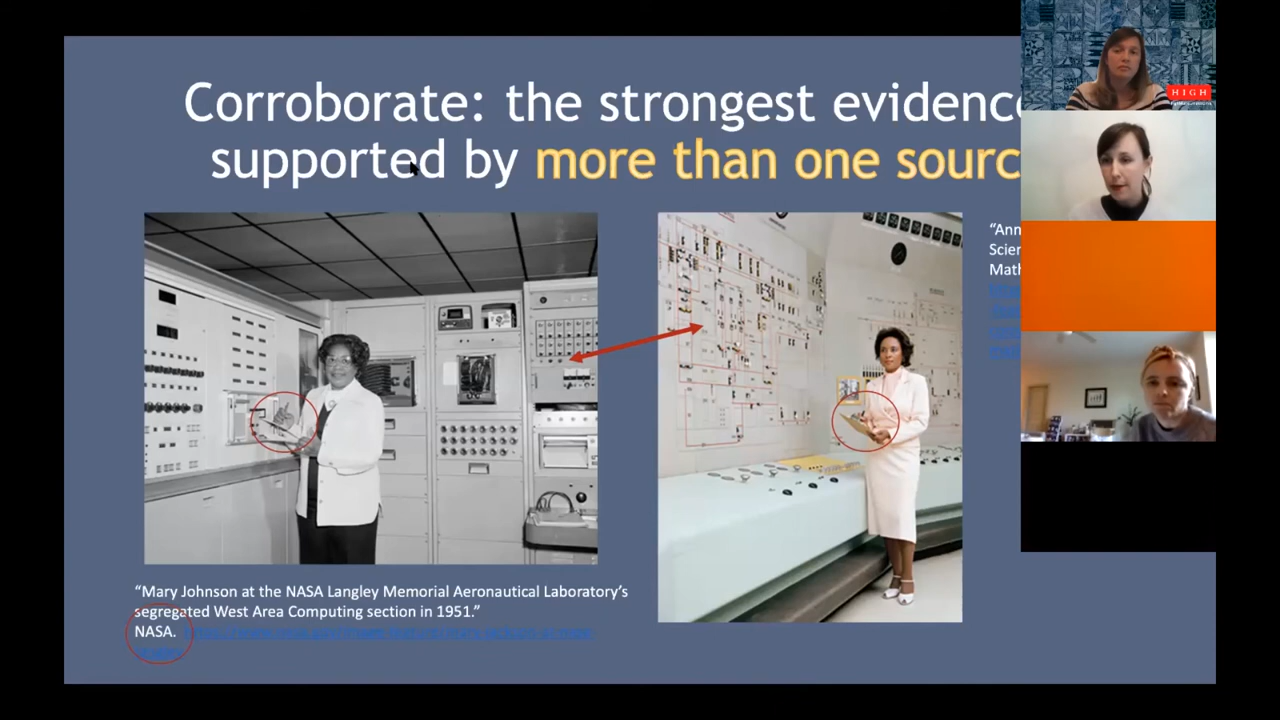 Corroborate: the strongest evidence
supported by more than one sourc
"Ann
Scien
Math
"Mary Johnson at the NASA Langley Memorial Aeronautical Laboratory's
segregated West Area Computing section in 1951."
NASA.
HIGH